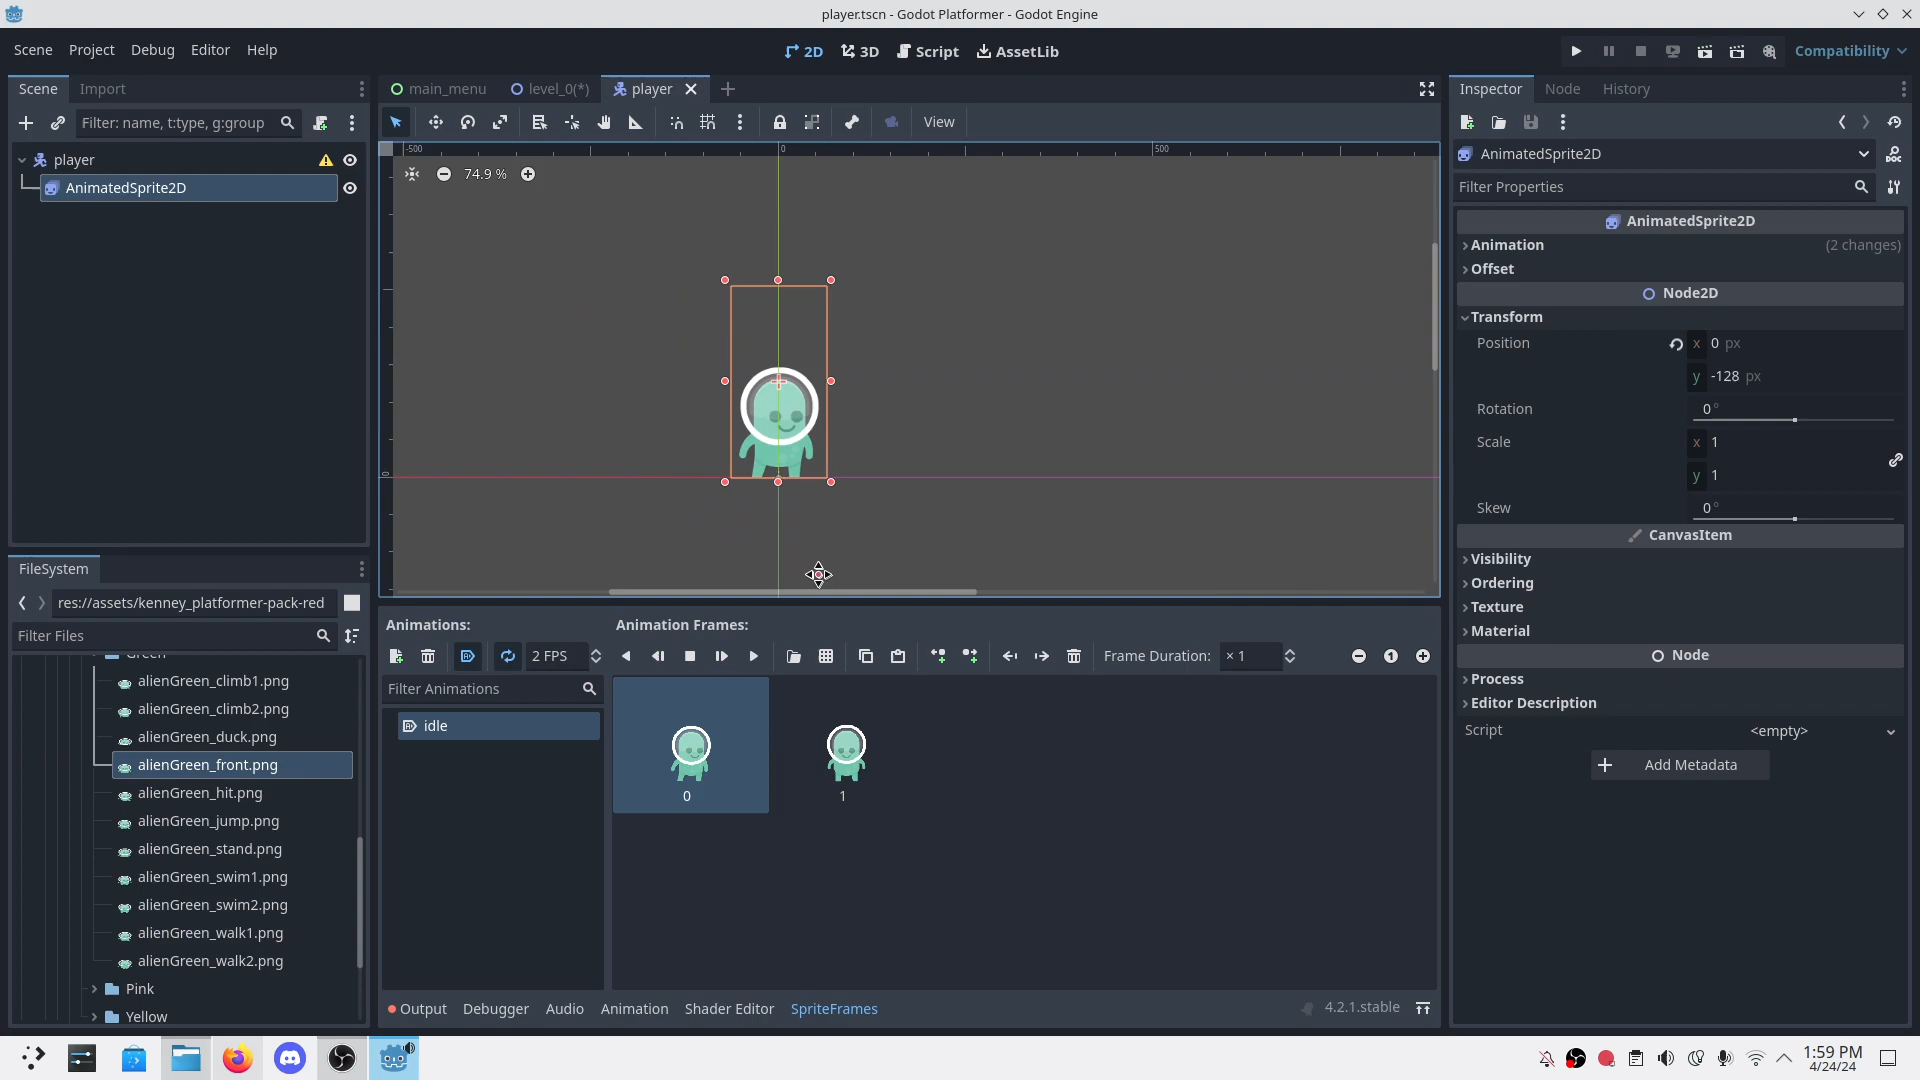 player.tscn - Godot Platformer - Godot Engine
Scene Project Debug Editor Help
2D 3D Script AssetLib
Compatibility
Scene Import
main_menu level_0(*) player
Inspector Node History
Filter: name, t:type, g:group
View
player
AnimatedSprite2D
-500 0 500
74.9 %
0
AnimatedSprite2D
Filter Properties
AnimatedSprite2D
Animation (2 changes)
Offset
Node2D
Transform
Position x 0 px
y -128 px
Rotation 0 °
Scale x 1
y 1
Skew 0 °
CanvasItem
Visibility
Ordering
Texture
Material
Node
Process
Editor Description
Script <empty>
Add Metadata
FileSystem
res://assets/kenney_platformer-pack-red
Filter Files
Green
alienGreen_climb1.png
alienGreen_climb2.png
alienGreen_duck.png
alienGreen_front.png
alienGreen_hit.png
alienGreen_jump.png
alienGreen_stand.png
alienGreen_swim1.png
alienGreen_swim2.png
alienGreen_walk1.png
alienGreen_walk2.png
Pink
Yellow
Animations: Animation Frames:
2 FPS Frame Duration: × 1
Filter Animations
idle
0 1
Output Debugger Audio Animation Shader Editor SpriteFrames 4.2.1.stable
1:59 PM
4/24/24